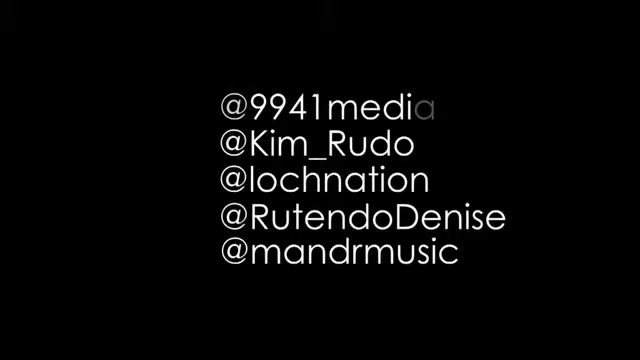 @9941media
@Kim_Rudo
@lochnation
@RutendoDenise
@mandrmusic